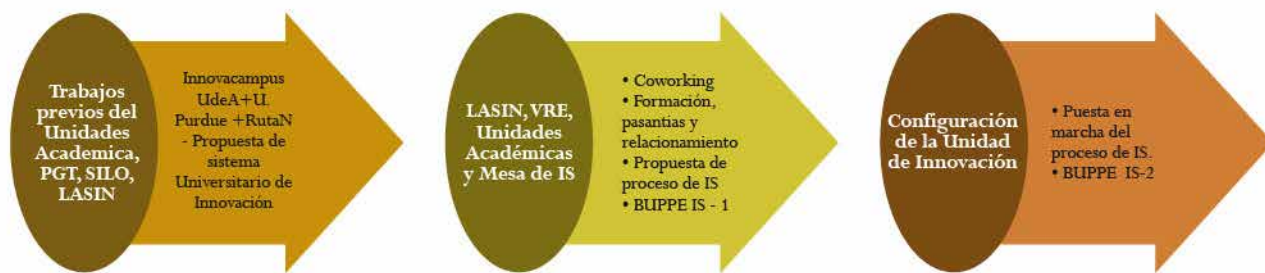 Trabajos
previos del
Unidades
Academica,
PGT, SILO,
LASIN
Innovacampus
UdeA+U.
Purdue +RutaN
- Propuesta de
sistema
Universitario de
Innovación
LASIN, VRE,
Unidades
Académicas
y Mesa de IS
• Coworking
• Formación,
pasantías y
relacionamiento
• Propuesta de
proceso de IS
• BUPPE IS - 1
Configuración
de la Unidad
de Innovación
• Puesta en
marcha del
proceso de IS.
• BUPPE IS-2